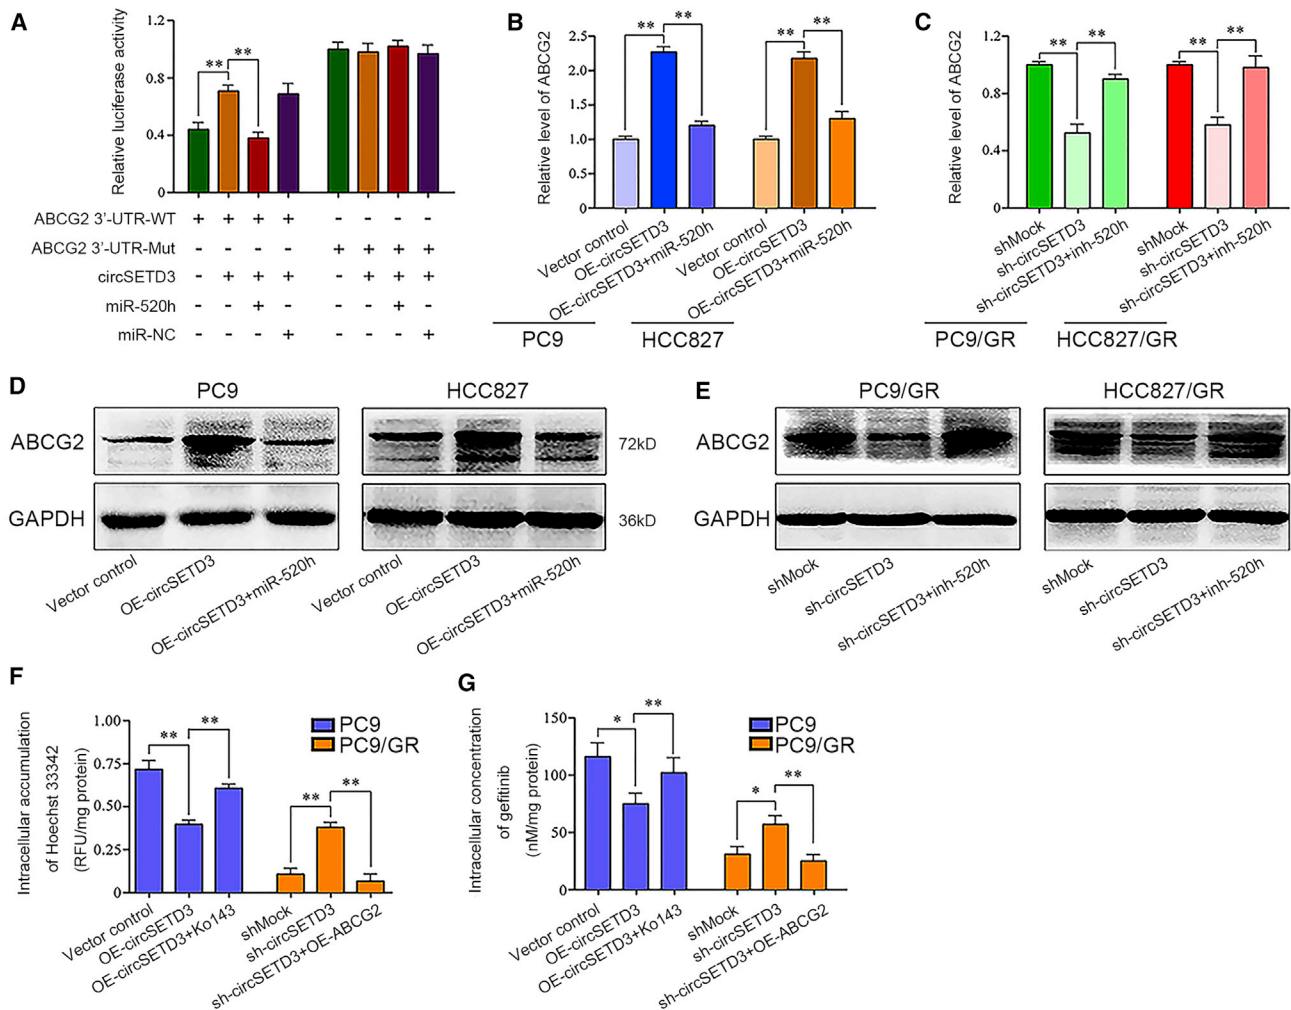 A
Relative luciferase activity
1.2
0.8
0.4
0
** **
ABCG2 3'-UTR-WT + + + + - - - -
ABCG2 3'-UTR-Mut - - - - + + + +
circSETD3 - + + + - + + +
miR-520h - - + - - - + -
miR-NC - - - + - - - +
B
Relative level of ABCG2
2.5
2.0
1.5
1.0
0.5
0
** ** ** **
Vector control
OE-circSETD3
OE-circSETD3+miR-520h
Vector control
OE-circSETD3
OE-circSETD3+miR-520h
PC9 HCC827
C
Relative level of ABCG2
1.2
0.8
0.4
0
** ** ** **
shMock
sh-circSETD3
sh-circSETD3+inh-520h
shMock
sh-circSETD3
sh-circSETD3+inh-520h
PC9/GR HCC827/GR
D
PC9 HCC827
ABCG2 72kD
GAPDH 36kD
Vector control
OE-circSETD3
OE-circSETD3+miR-520h
Vector control
OE-circSETD3
OE-circSETD3+miR-520h
E
PC9/GR HCC827/GR
ABCG2
GAPDH
shMock
sh-circSETD3
sh-circSETD3+inh-520h
shMock
sh-circSETD3
sh-circSETD3+inh-520h
F
Intracellular accumulation
of Hoechst 33342
(RFU/mg protein)
1.00
0.75
0.50
0.25
0
** ** ** **
PC9
PC9/GR
Vector control
OE-circSETD3
OE-circSETD3+Ko143
shMock
sh-circSETD3
sh-circSETD3+OE-ABCG2
G
Intracellular concentration
of gefitinib
(nM/mg protein)
150
100
50
0
* ** * **
PC9
PC9/GR
Vector control
OE-circSETD3
OE-circSETD3+Ko143
shMock
sh-circSETD3
sh-circSETD3+OE-ABCG2